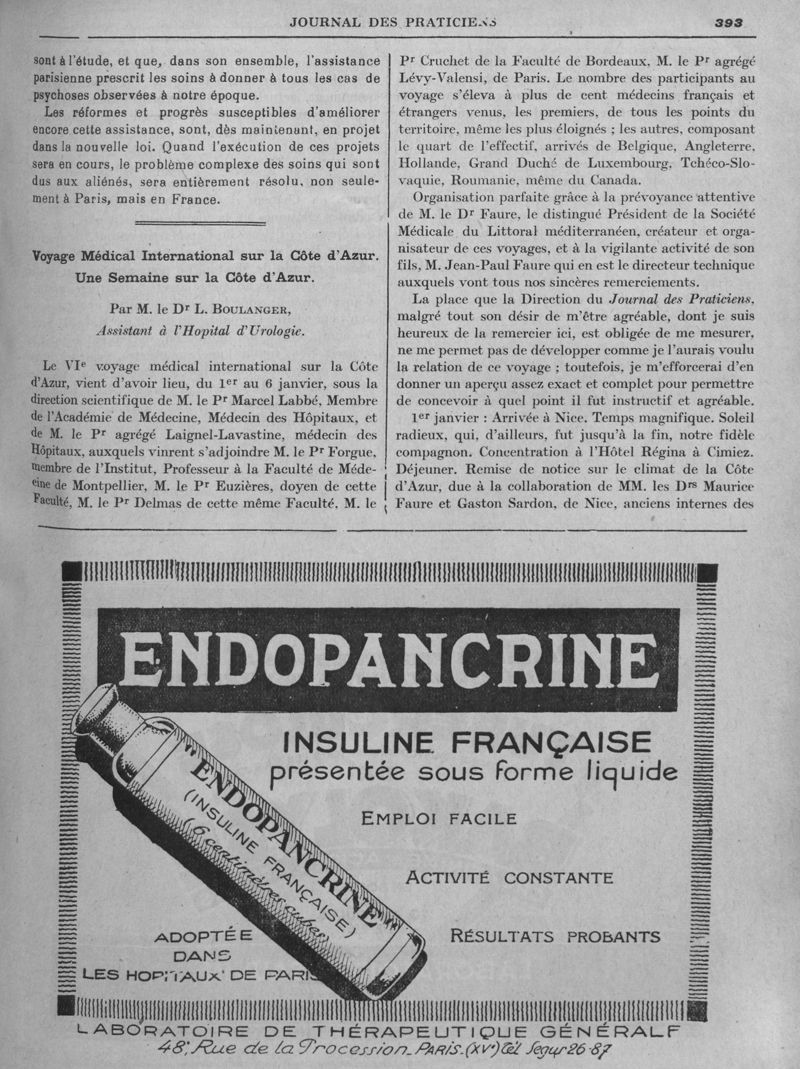 JOURNAL DES PRATICIENS
393
sont à l'étude, et que, dans son ensemble, l'assistance
parisienne prescrit les soins à donner à tous les cas de
psychoses observées à notre époque.
Les réformes et progrès susceptibles d'améliorer
encore cette assistance, sont, dès maintenant, en projet
dans la nouvelle loi. Quand l'exécution de ces projets
sera en cours, le problème complexe des soins qui sont
dus aux aliénés, sera entièrement résolu, non seule-
ment à Paris, mais en France.
Voyage Médical International sur la Côte d'Azur.
Une Semaine sur la Côte d'Azur.
Par M. le Dr L. BOULANGER,
Assistant à l'Hopital d'Urologie.
Le VIe voyage médical international sur la Côte
d'Azur, vient d'avoir lieu, du 1er au 6 janvier, sous la
direction scientifique de M. le Pr Marcel Labbé, Membre
de l'Académie de Médecine, Médecin des Hôpitaux, et
de M. le Pr agrégé Laignel-Lavastine, médecin des
Hôpitaux, auxquels vinrent s'adjoindre M. le Pr Forgue,
membre de l'Institut, Professeur à la Faculté de Méde-
cine de Montpellier, M. le Pr Euzières, doyen de cette
Faculté, M. le Pr Delmas de cette même Faculté, M. le
Pr Cruchet de la Faculté de Bordeaux, M. le Pr agrégé
Lévy-Valensi, de Paris. Le nombre des participants au
voyage s'éleva à plus de cent médecins français et
étrangers venus, les premiers, de tous les points du
territoire, même les plus éloignés ; les autres, composant
le quart de l'effectif, arrivés de Belgique, Angleterre,
Hollande, Grand Duché de Luxembourg, Tchéco-Slo-
vaquie, Roumanie, même du Canada.
Organisation parfaite grâce à la prévoyance attentive
de M. le Dr Faure, le distingué Président de la Société
Médicale du Littoral méditerranéen, créateur et orga-
nisateur de ces voyages, et à la vigilante activité de son
fils, M. Jean-Paul Faure qui en est le directeur technique
auxquels vont tous nos sincères remerciements.
La place que la Direction du Journal des Praticiens,
malgré tout son désir de m'être agréable, dont je suis
heureux de la remercier ici, est obligée de me mesurer,
ne me permet pas de développer comme je l'aurais voulu
la relation de ce voyage ; toutefois, je m'efforcerai d'en
donner un aperçu assez exact et complet pour permettre
de concevoir à quel point il fut instructif et agréable.
1er janvier : Arrivée à Nice. Temps magnifique. Soleil
radieux, qui, d'ailleurs, fut jusqu'à la fin, notre fidèle
compagnon. Concentration à l'Hôtel Régina à Cimiez.
Déjeuner. Remise de notice sur le climat de la Côte
d'Azur, due à la collaboration de MM. les Drs Maurice
Faure et Gaston Sardon, de Nice, anciens internes des
ENDOPANCRINE
INSULINE FRANÇAISE
présentée sous forme liquide
EMPLOI FACILE
ACTIVITÉ CONSTANTE
RÉSULTATS PROBANTS
"ENDOPANCRINE"
(INSULINE FRANÇAISE)
(6 centimètres cubes)
ADOPTÉE
DANS
LES HOPITAUX DE PARIS
LABORATOIRE DE THÉRAPEUTIQUE GÉNÉRALE
48, Rue de la Procession_PARIS_(XVe) Tél. Segur 26-87